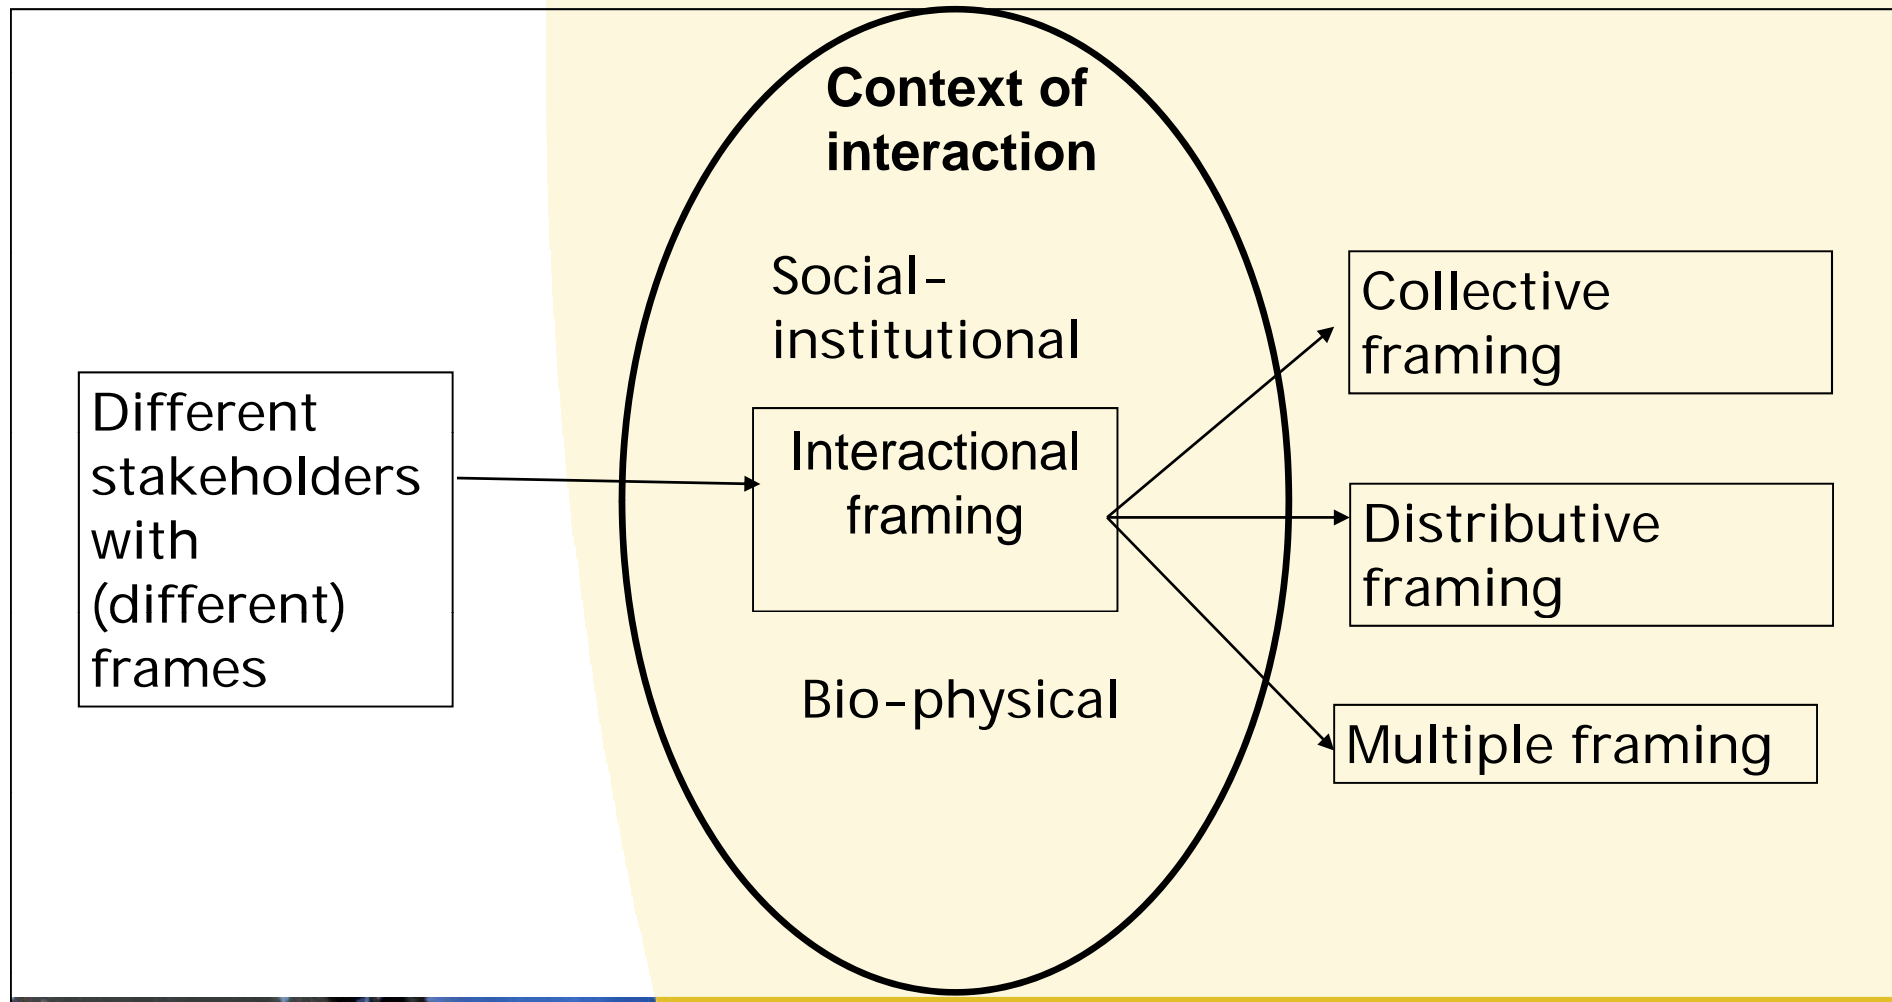 Context of
interaction
Social-
institutional
Different
stakeholders
with
(different)
frames
Interactional
framing
Bio-physical
Collective
framing
Distributive
framing
Multiple framing